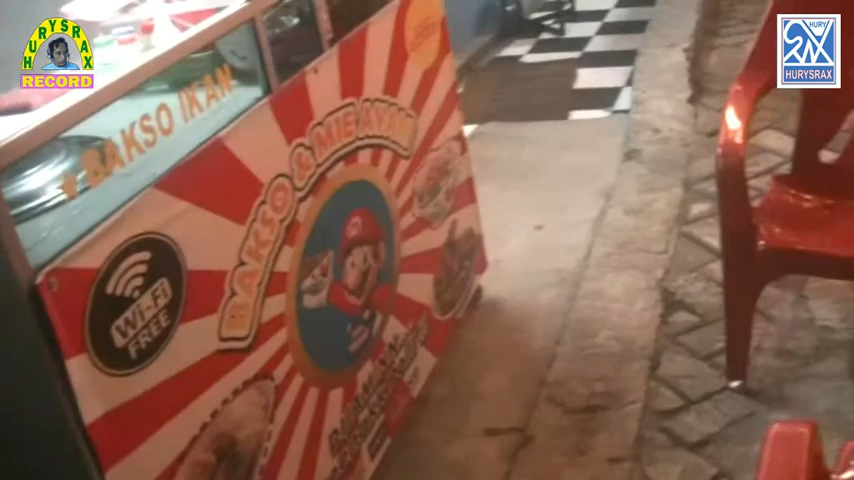 HURYSRAX
RECORD
HURY
HURYSRAX
BAKSO IKAN
BAKSO & MIE AYAM
Wi-Fi
FREE
M